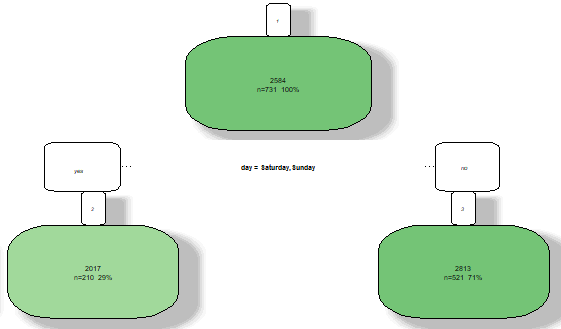 1
2584
n=731 100%
yes
day = Saturday, Sunday
no
2
3
2017
n=210 29%
2813
n=521 71%